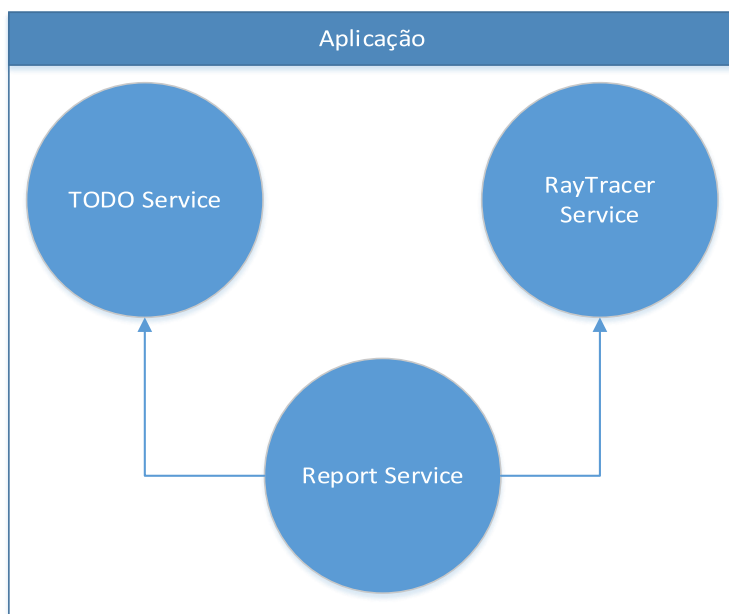 Aplicação
TODO Service
RayTracer
Service
Report Service